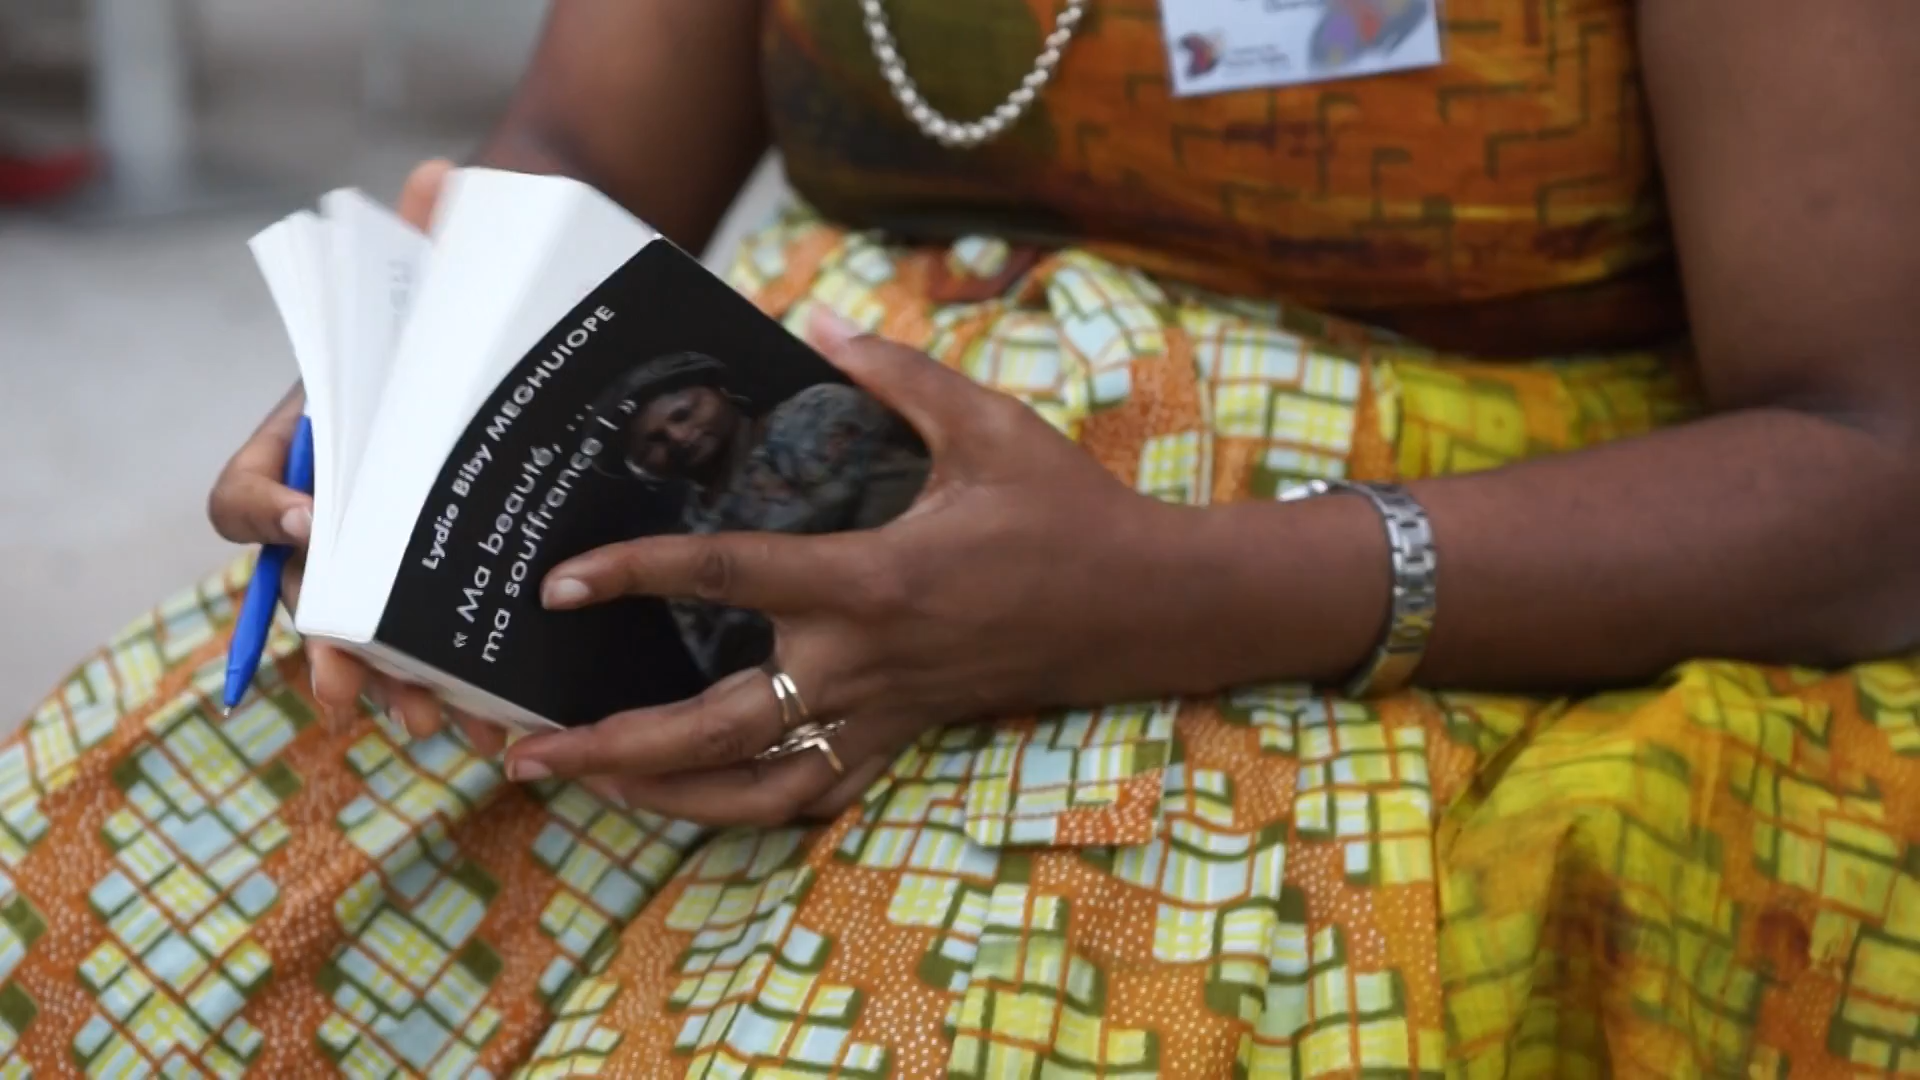 Lydie Biby MEGHUIOPE
« Ma beauté, ...
ma souffrance ! »